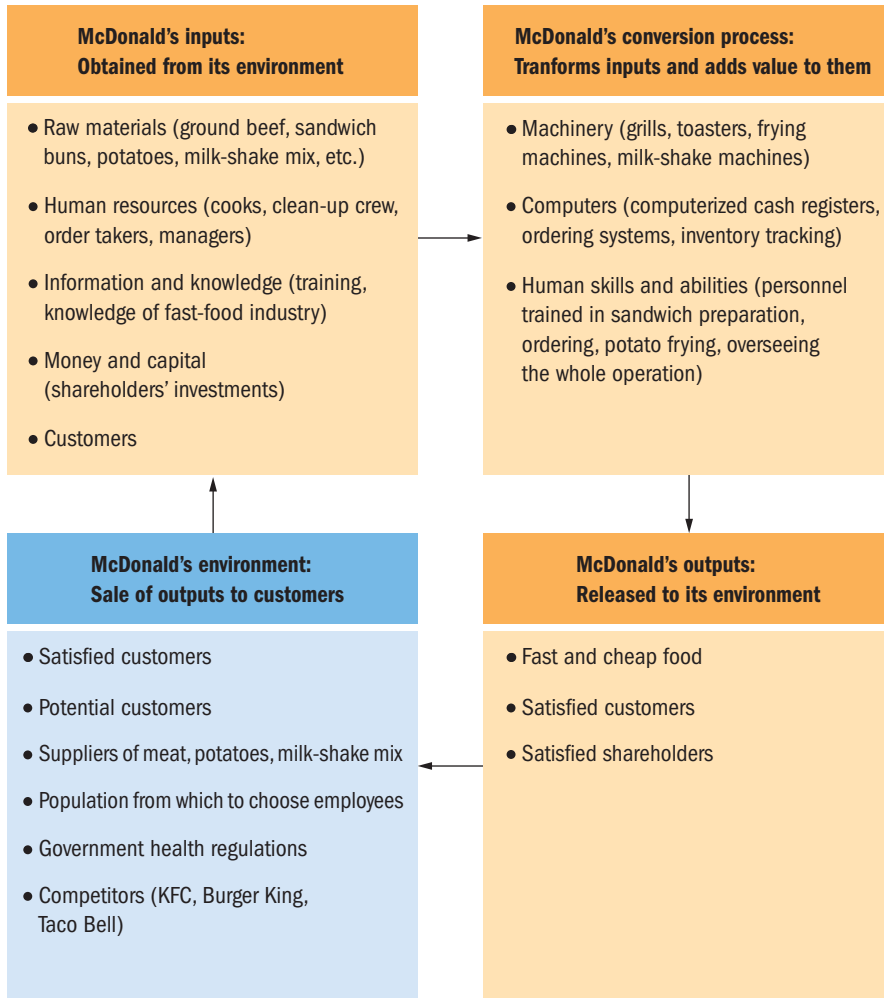 McDonald’s inputs:
Obtained from its environment
• Raw materials (ground beef, sandwich
buns, potatoes, milk-shake mix, etc.)
• Human resources (cooks, clean-up crew,
order takers, managers)
• Information and knowledge (training,
knowledge of fast-food industry)
• Money and capital
(shareholders’ investments)
• Customers
McDonald’s conversion process:
Tranforms inputs and adds value to them
• Machinery (grills, toasters, frying
machines, milk-shake machines)
• Computers (computerized cash registers,
ordering systems, inventory tracking)
• Human skills and abilities (personnel
trained in sandwich preparation,
ordering, potato frying, overseeing
the whole operation)
McDonald’s environment:
Sale of outputs to customers
• Satisfied customers
• Potential customers
• Suppliers of meat, potatoes, milk-shake mix
• Population from which to choose employees
• Government health regulations
• Competitors (KFC, Burger King,
Taco Bell)
McDonald’s outputs:
Released to its environment
• Fast and cheap food
• Satisfied customers
• Satisfied shareholders